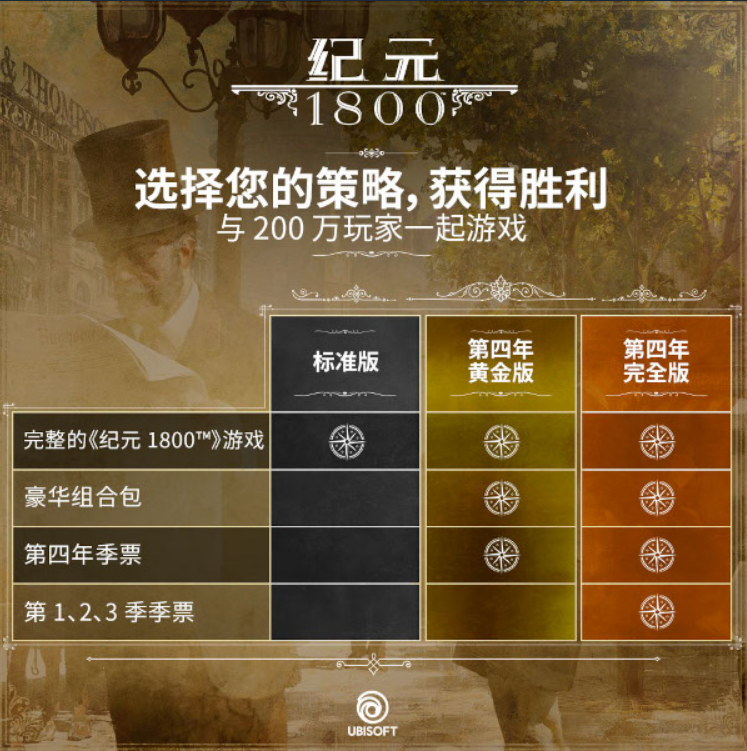 & THOMPS
纪元
1800
选择您的策略，获得胜利
与 200 万玩家一起游戏
标准版
第四年
黄金版
第四年
完全版
完整的《纪元 1800™》游戏
豪华组合包
第四年季票
第 1、2、3 季季票
UBISOFT